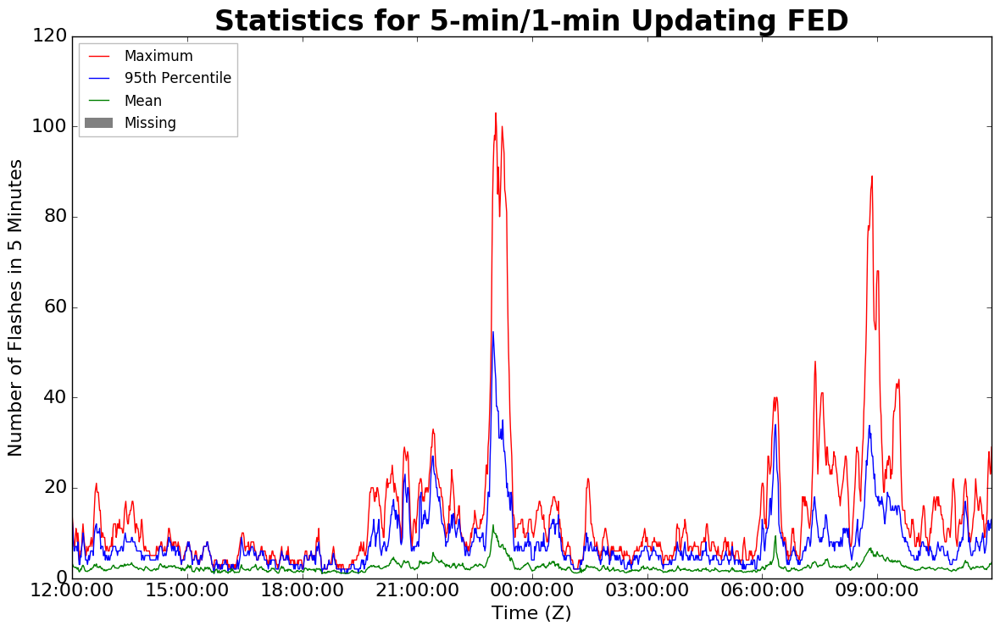 Statistics for 5-min/1-min Updating FED
120
100
80
60
40
20
0
Number of Flashes in 5 Minutes
Maximum
95th Percentile
Mean
Missing
12:00:00 15:00:00 18:00:00 21:00:00 00:00:00 03:00:00 06:00:00 09:00:00
Time (Z)